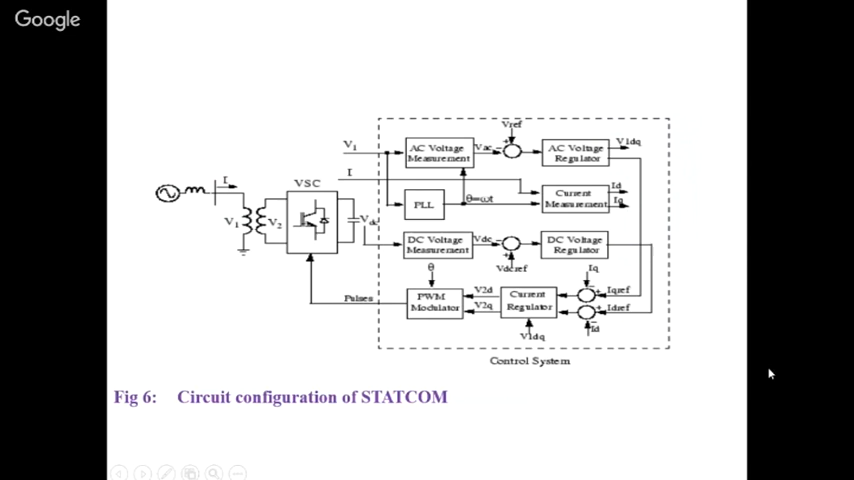 Google
Vref
V1
AC Voltage
Measurement
Vac
AC Voltage
Regulator
V1dq
I
I
VSC
PLL
θ=ωt
Current
Measurement
Id
Iq
V1
V2
Vdc
DC Voltage
Measurement
Vdc
DC Voltage
Regulator
Vdcref
θ
Iq
PWM
Modulator
V2d
V2q
Current
Regulator
Iqref
Idref
Id
Pulses
V1dq
Control System
Fig 6: Circuit configuration of STATCOM